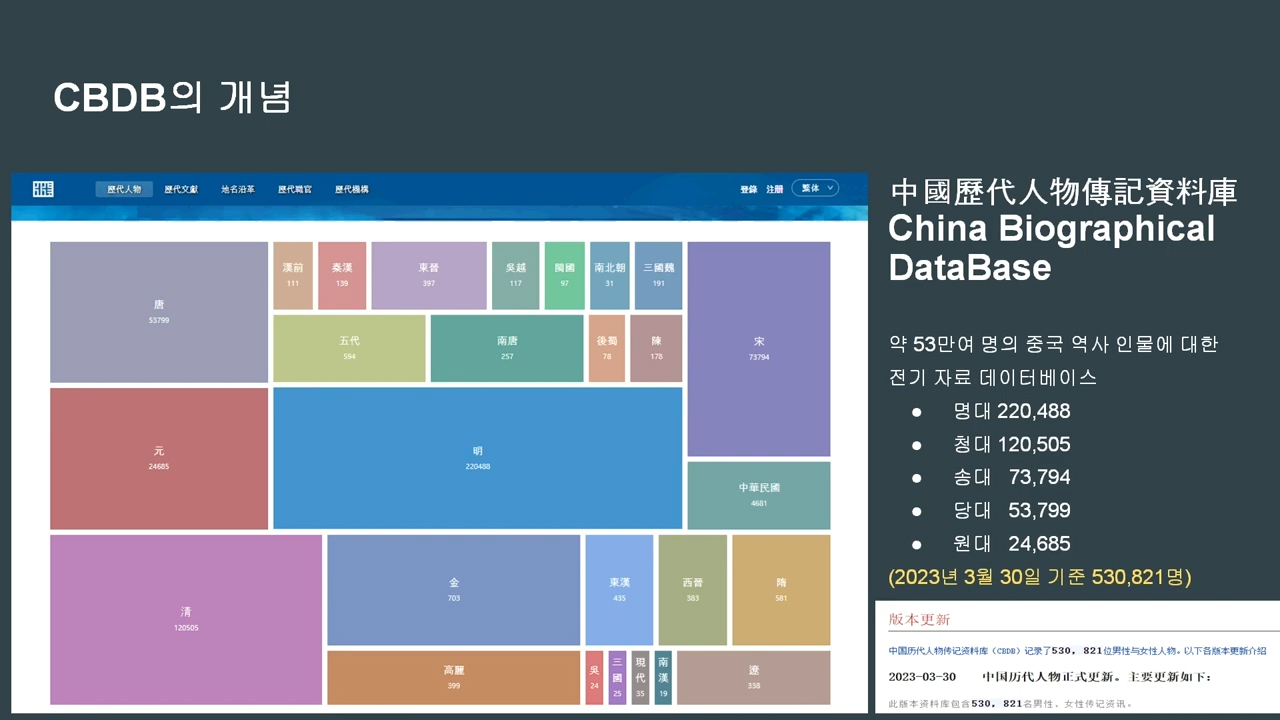 CBDB의 개념
歷代人物 歷代文獻 地名沿革 歷代職官 歷代機構 登錄 注冊 繁体
唐
53799
漢前
111
秦漢
139
東晉
397
吳越
117
閩國
97
南北朝
31
三國魏
191
宋
73794
五代
594
南唐
257
後蜀
78
陳
178
元
24685
明
220488
中華民國
4681
清
120505
金
703
東漢
435
西晉
383
隋
581
高麗
399
吳
24
三國
25
現代
35
南漢
19
遼
338
中國歷代人物傳記資料庫
China Biographical
DataBase
약 53만여 명의 중국 역사 인물에 대한
전기 자료 데이터베이스
● 명대 220,488
● 청대 120,505
● 송대 73,794
● 당대 53,799
● 원대 24,685
(2023년 3월 30일 기준 530,821명)
版本更新
中国历代人物传记资料库（CBDB）记录了530，821位男性与女性人物。以下各版本更新介绍
2023-03-30 中国历代人物正式更新。主要更新如下：
此版本资料库包含530，821名男性、女性传记资讯。